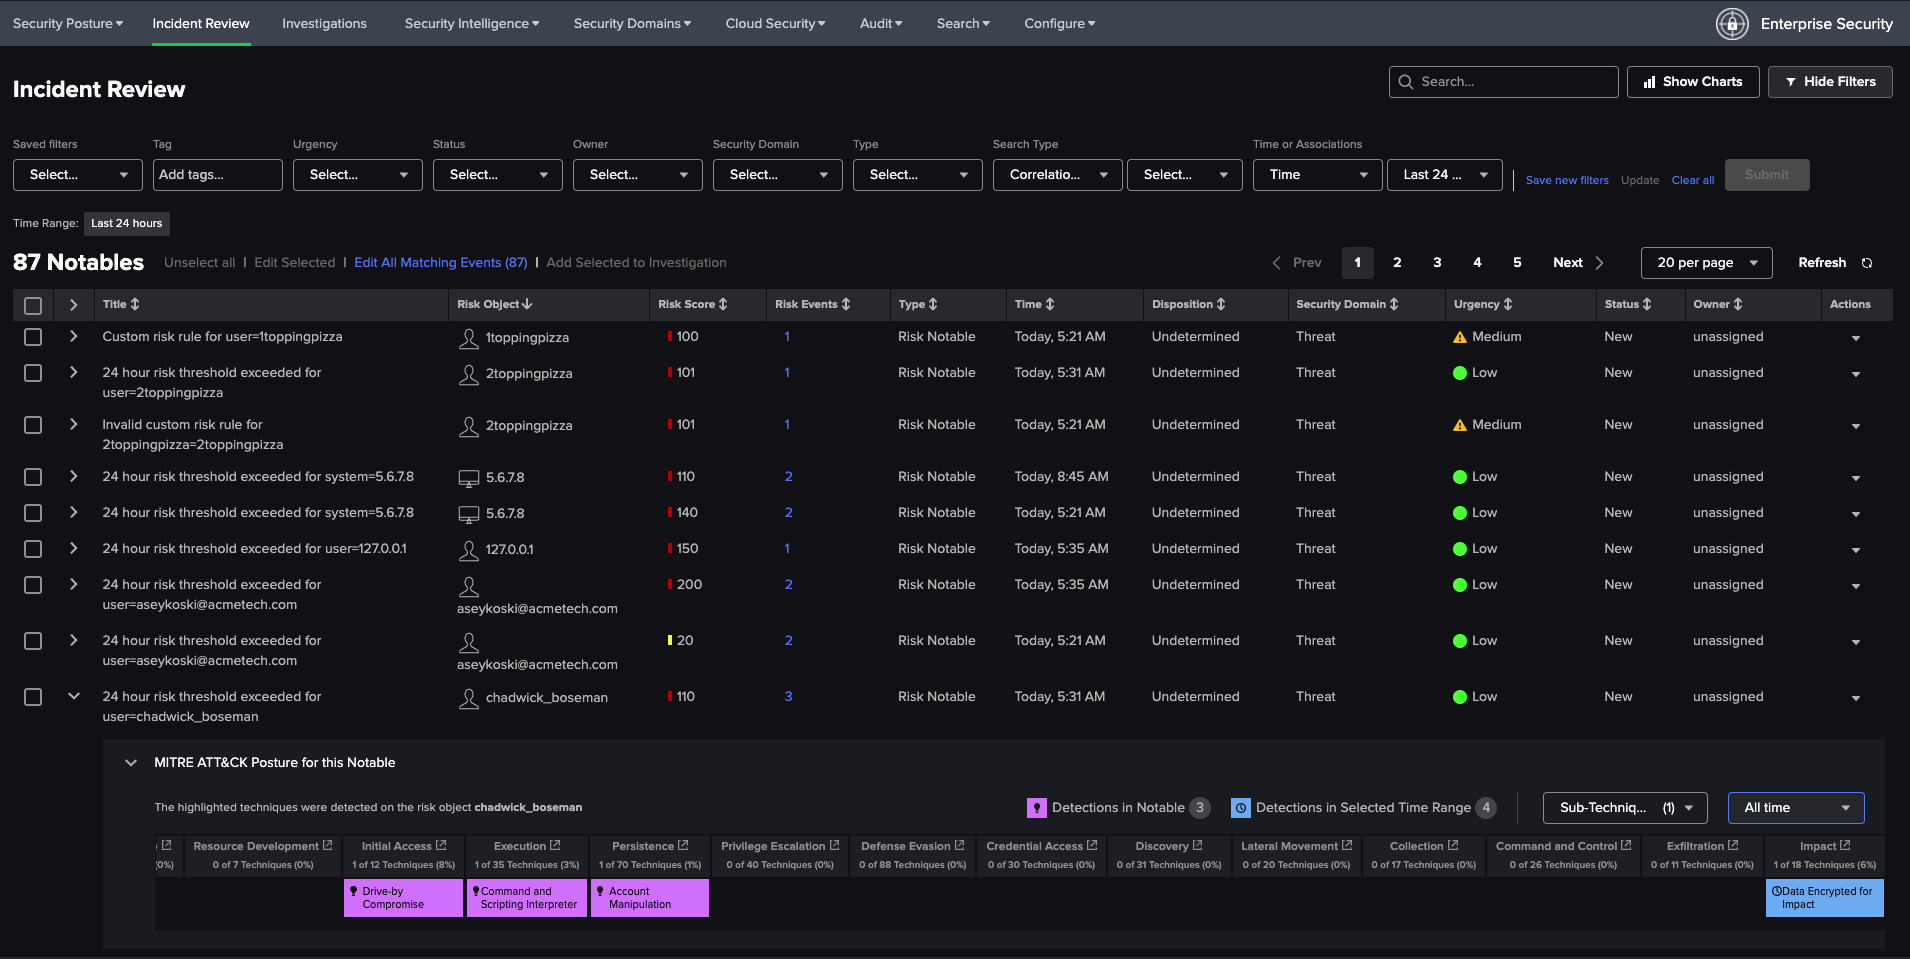 Security Posture Incident Review Investigations Security Intelligence Security Domains Cloud Security Audit Search Configure Enterprise Security
Incident Review Search... Show Charts Hide Filters
Saved filters Tag Urgency Status Owner Security Domain Type Search Type Time or Associations
Select... Add tags... Select... Select... Select... Select... Select... Correlatio... Select... Time Last 24 ... Save new filters Update Clear all Submit
Time Range: Last 24 hours
87 Notables Unselect all | Edit Selected | Edit All Matching Events (87) | Add Selected to Investigation Prev 1 2 3 4 5 Next 20 per page Refresh
Title Risk Object Risk Score Risk Events Type Time Disposition Security Domain Urgency Status Owner Actions
Custom risk rule for user=1toppingpizza 1toppingpizza 100 1 Risk Notable Today, 5:21 AM Undetermined Threat Medium New unassigned
24 hour risk threshold exceeded for 2toppingpizza 101 1 Risk Notable Today, 5:31 AM Undetermined Threat Low New unassigned
user=2toppingpizza
Invalid custom risk rule for 2toppingpizza 101 1 Risk Notable Today, 5:21 AM Undetermined Threat Medium New unassigned
2toppingpizza=2toppingpizza
24 hour risk threshold exceeded for system=5.6.7.8 5.6.7.8 110 2 Risk Notable Today, 8:45 AM Undetermined Threat Low New unassigned
24 hour risk threshold exceeded for system=5.6.7.8 5.6.7.8 140 2 Risk Notable Today, 5:21 AM Undetermined Threat Low New unassigned
24 hour risk threshold exceeded for user=127.0.0.1 127.0.0.1 150 1 Risk Notable Today, 5:35 AM Undetermined Threat Low New unassigned
24 hour risk threshold exceeded for 200 2 Risk Notable Today, 5:35 AM Undetermined Threat Low New unassigned
user=aseykoski@acmetech.com aseykoski@acmetech.com
24 hour risk threshold exceeded for 20 2 Risk Notable Today, 5:21 AM Undetermined Threat Low New unassigned
user=aseykoski@acmetech.com aseykoski@acmetech.com
24 hour risk threshold exceeded for chadwick_boseman 110 3 Risk Notable Today, 5:31 AM Undetermined Threat Low New unassigned
user=chadwick_boseman
MITRE ATT&CK Posture for this Notable
The highlighted techniques were detected on the risk object chadwick_boseman Detections in Notable 3 Detections in Selected Time Range 4 Sub-Techniq... (1) All time
Resource Development Initial Access Execution Persistence Privilege Escalation Defense Evasion Credential Access Discovery Lateral Movement Collection Command and Control Exfiltration Impact
(0%) 0 of 7 Techniques (0%) 1 of 12 Techniques (8%) 1 of 35 Techniques (3%) 1 of 70 Techniques (1%) 0 of 40 Techniques (0%) 0 of 88 Techniques (0%) 0 of 30 Techniques (0%) 0 of 31 Techniques (0%) 0 of 20 Techniques (0%) 0 of 17 Techniques (0%) 0 of 26 Techniques (0%) 0 of 11 Techniques (0%) 1 of 18 Techniques (6%)
Drive-by Command and Account Data Encrypted for
Compromise Scripting Interpreter Manipulation Impact